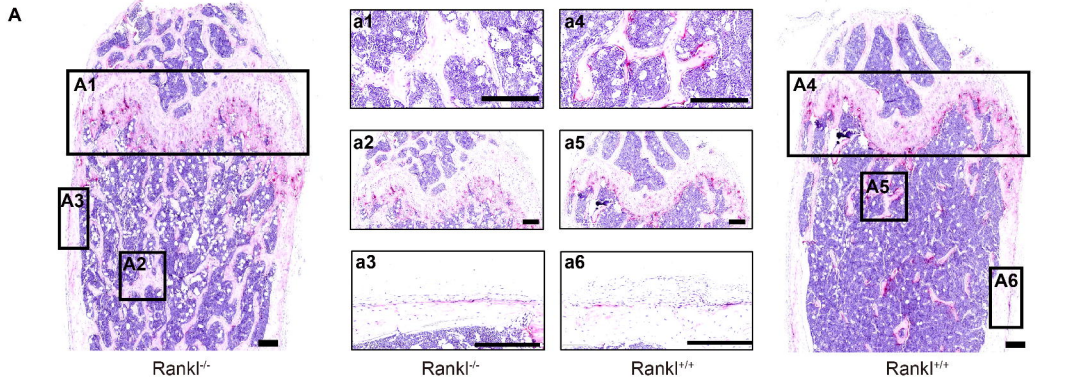 A
A1
A3
A2
a1
a4
a2
a5
a3
a6
A4
A5
A6
Rankl-/-
Rankl-/-
Rankl+/+
Rankl+/+